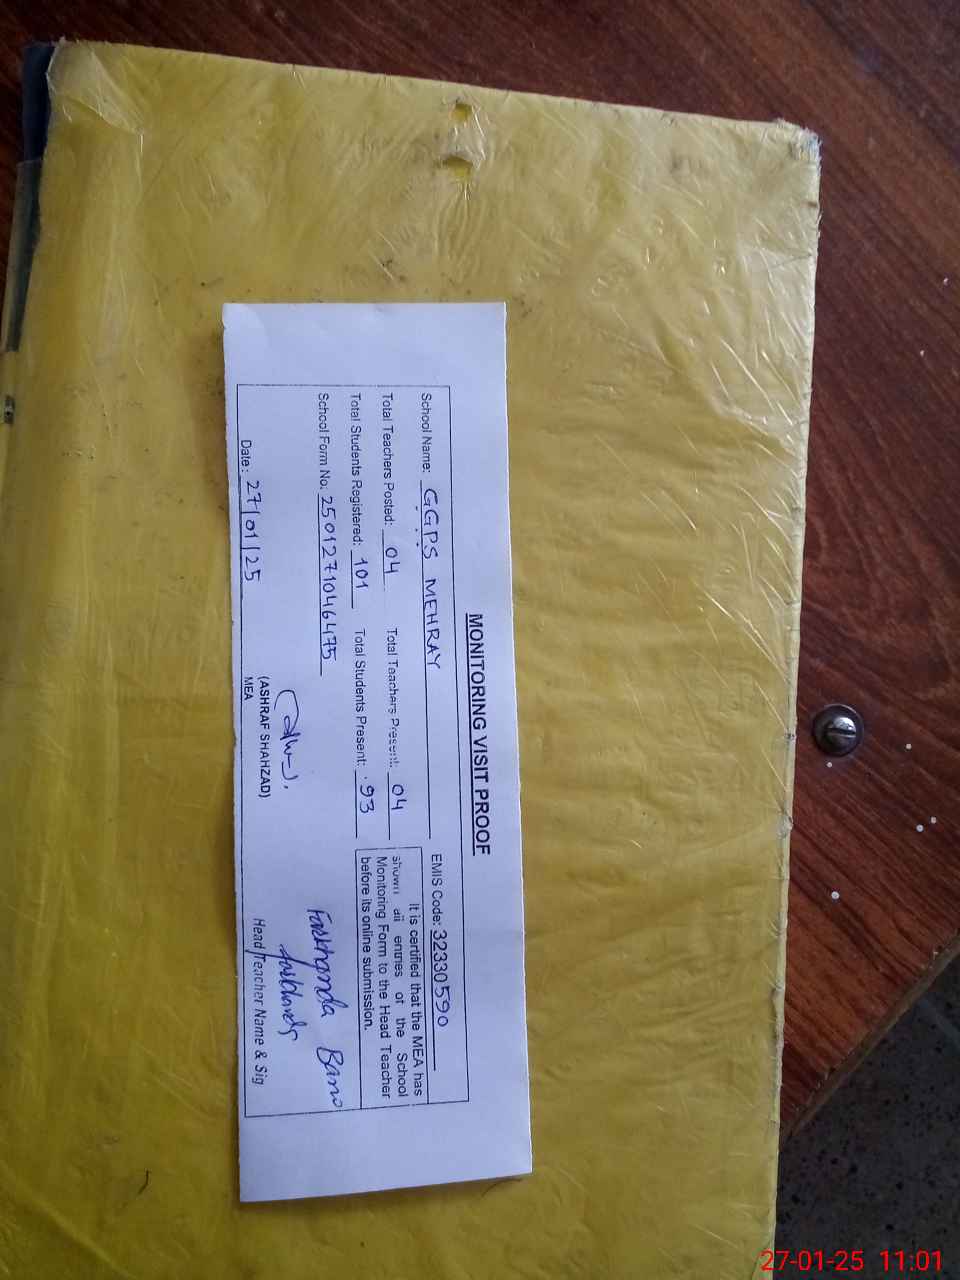 MONITORING VISIT PROOF
School Name: GGPS MEHRAY EMIS Code: 32330590
Total Teachers Posted: 04 Total Teachers Present: 04
Total Students Registered: 101 Total Students Present: 93
School Form No. 2501271046475
It is certified that the MEA has
shown all entries of the School
Monitoring Form to the Head Teacher
before its online submission.
Date: 27/01/25
(ASHRAF SHAHZAD)
MEA
Farkhanda Bano
Farkhanda
Head Teacher Name & Sig
27-01-25 11:01